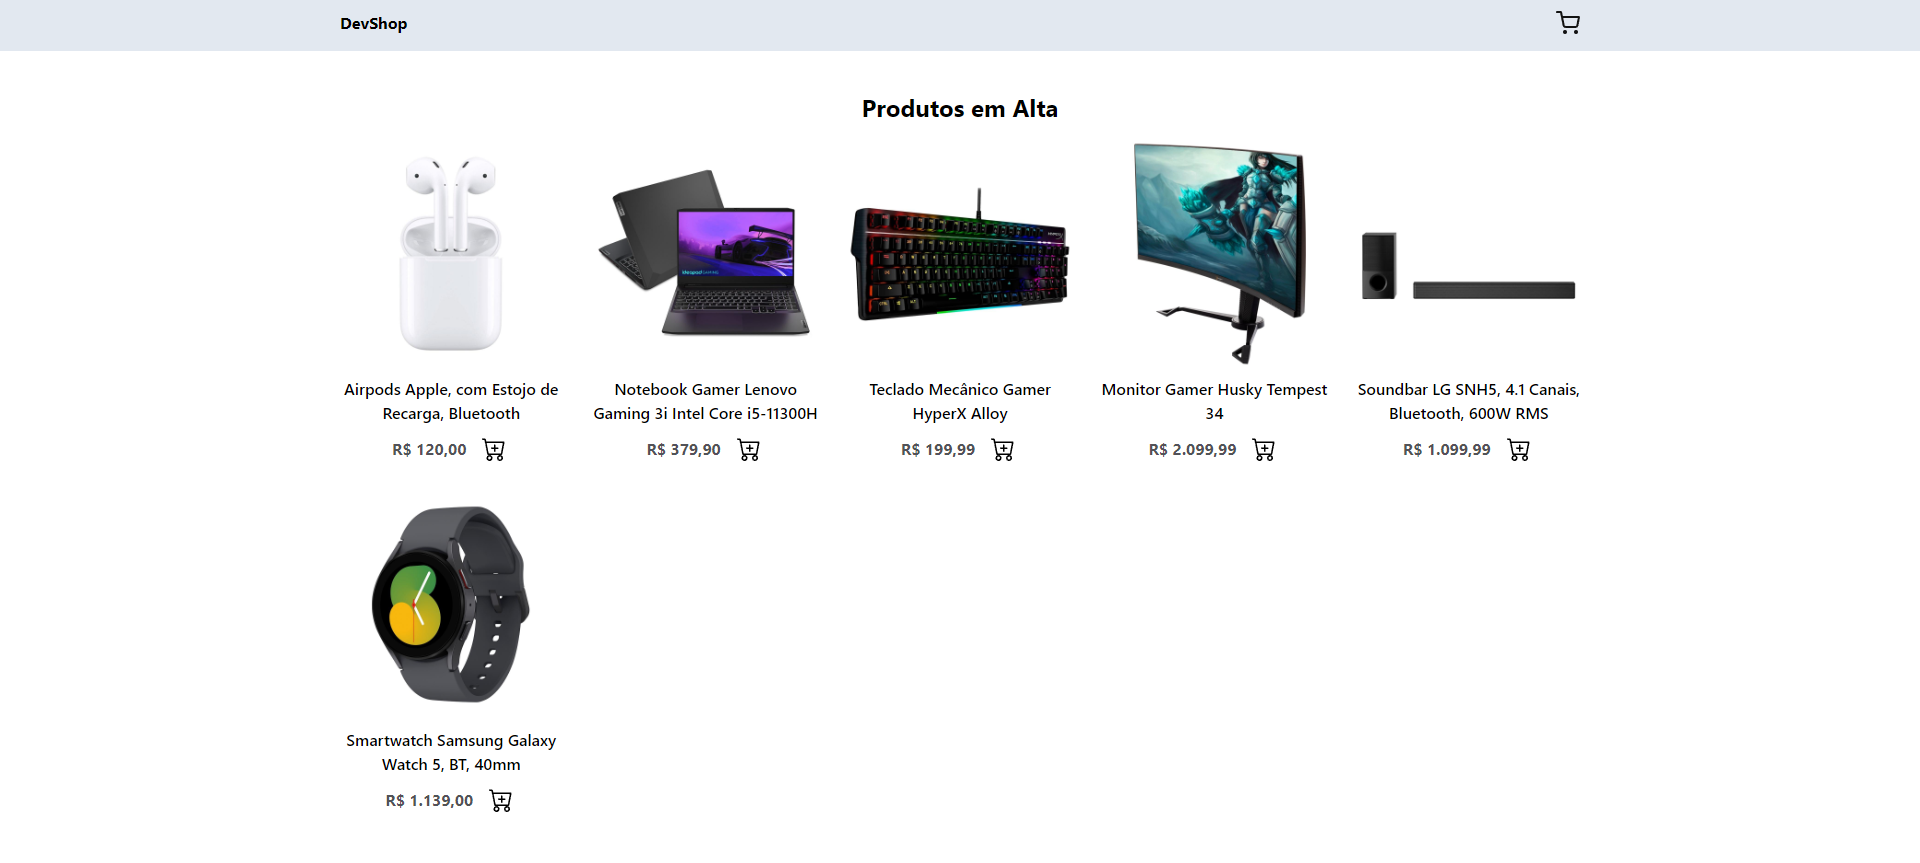 DevShop
Produtos em Alta
Airpods Apple, com Estojo de
Recarga, Bluetooth
R$ 120,00
Notebook Gamer Lenovo
Gaming 3i Intel Core i5-11300H
R$ 379,90
Teclado Mecânico Gamer
HyperX Alloy
R$ 199,99
Monitor Gamer Husky Tempest
34
R$ 2.099,99
Soundbar LG SNH5, 4.1 Canais,
Bluetooth, 600W RMS
R$ 1.099,99
Smartwatch Samsung Galaxy
Watch 5, BT, 40mm
R$ 1.139,00